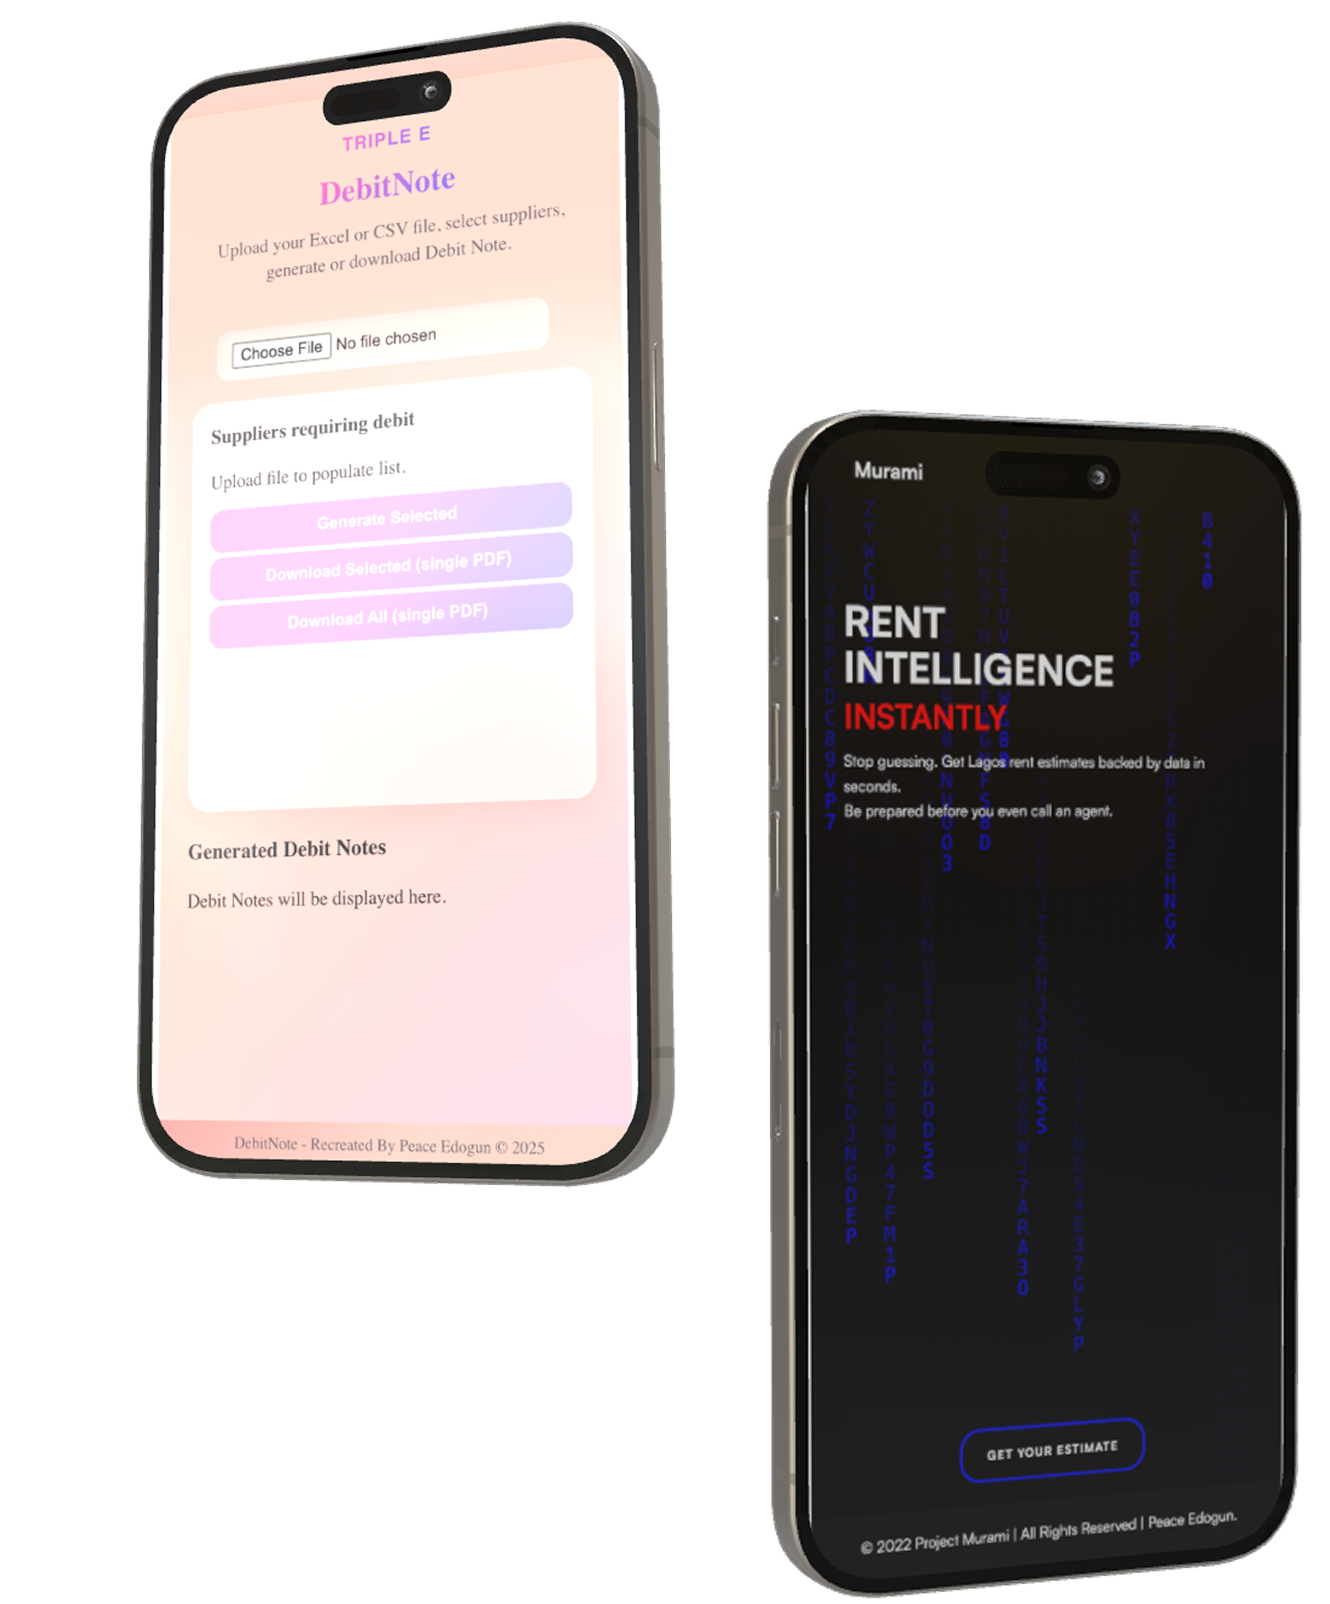 TRIPLE E
DebitNote
Upload your Excel or CSV file, select suppliers,
generate or download Debit Note.
Choose File No file chosen
Suppliers requiring debit
Upload file to populate list.
Generate Selected
Download Selected (single PDF)
Download All (single PDF)
Generated Debit Notes
Debit Notes will be displayed here.
DebitNote - Recreated By Peace Edogun © 2025
Murami
RENT
INTELLIGENCE
INSTANTLY
Stop guessing. Get Lagos rent estimates backed by data in
seconds.
Be prepared before you even call an agent.
GET YOUR ESTIMATE
© 2022 Project Murami | All Rights Reserved | Peace Edogun.